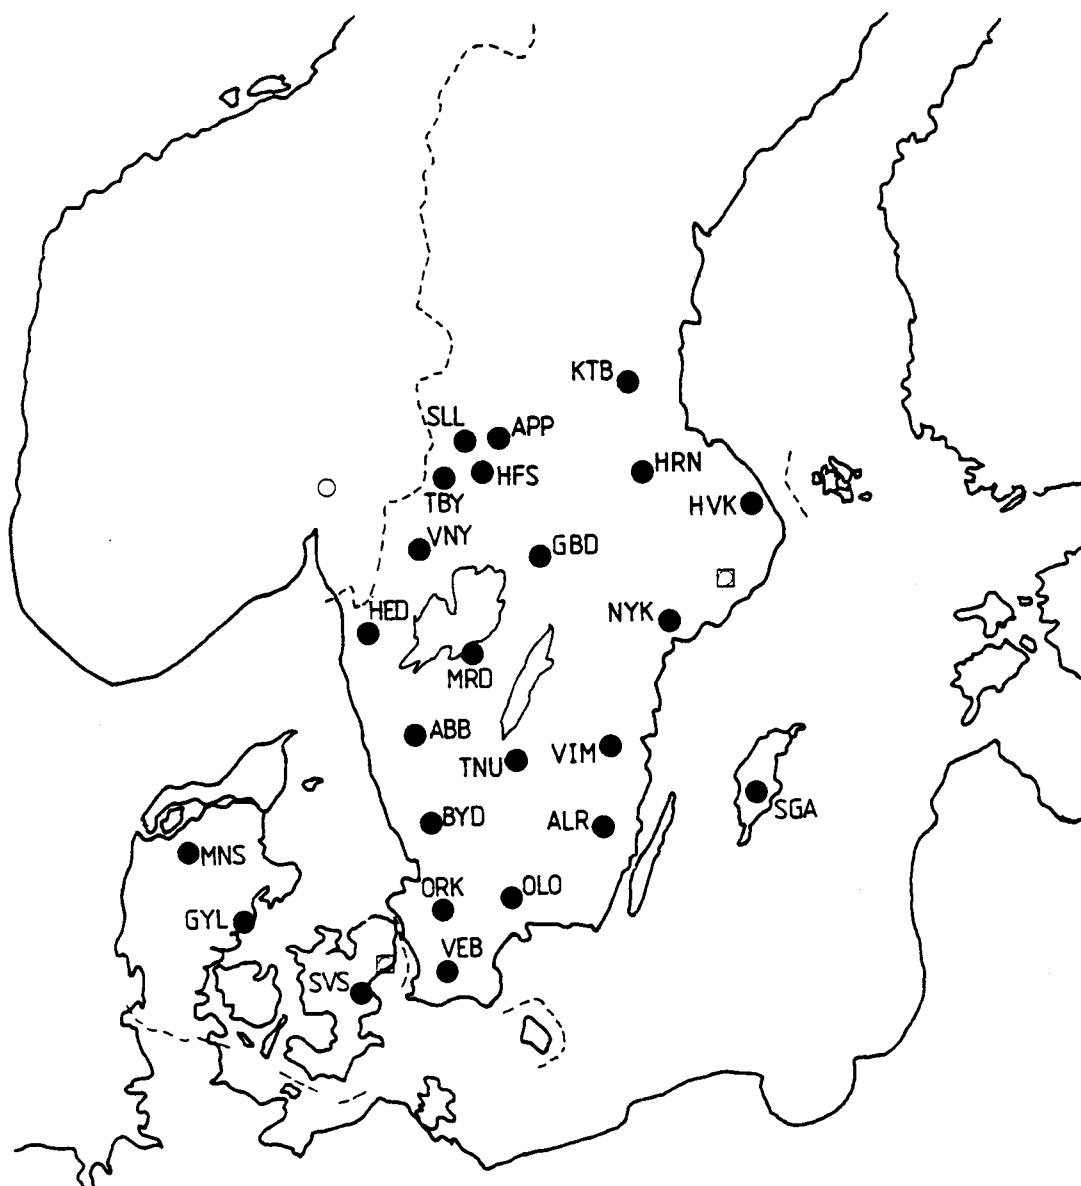 KTB
SLL
APP
HFS
HRN
TBY
HVK
VNY
GBD
HED
NYK
MRD
ABB
TNU
VIM
SGA
BYD
ALR
MNS
ORK
OLO
GYL
VEB
SVS